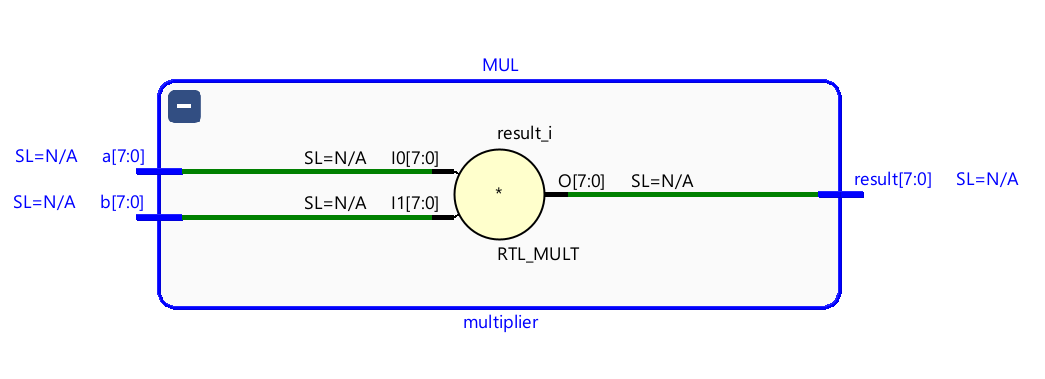 MUL
result_i
SL=N/A a[7:0] SL=N/A I0[7:0]
* O[7:0] SL=N/A result[7:0] SL=N/A
SL=N/A b[7:0] SL=N/A I1[7:0]
RTL_MULT
multiplier